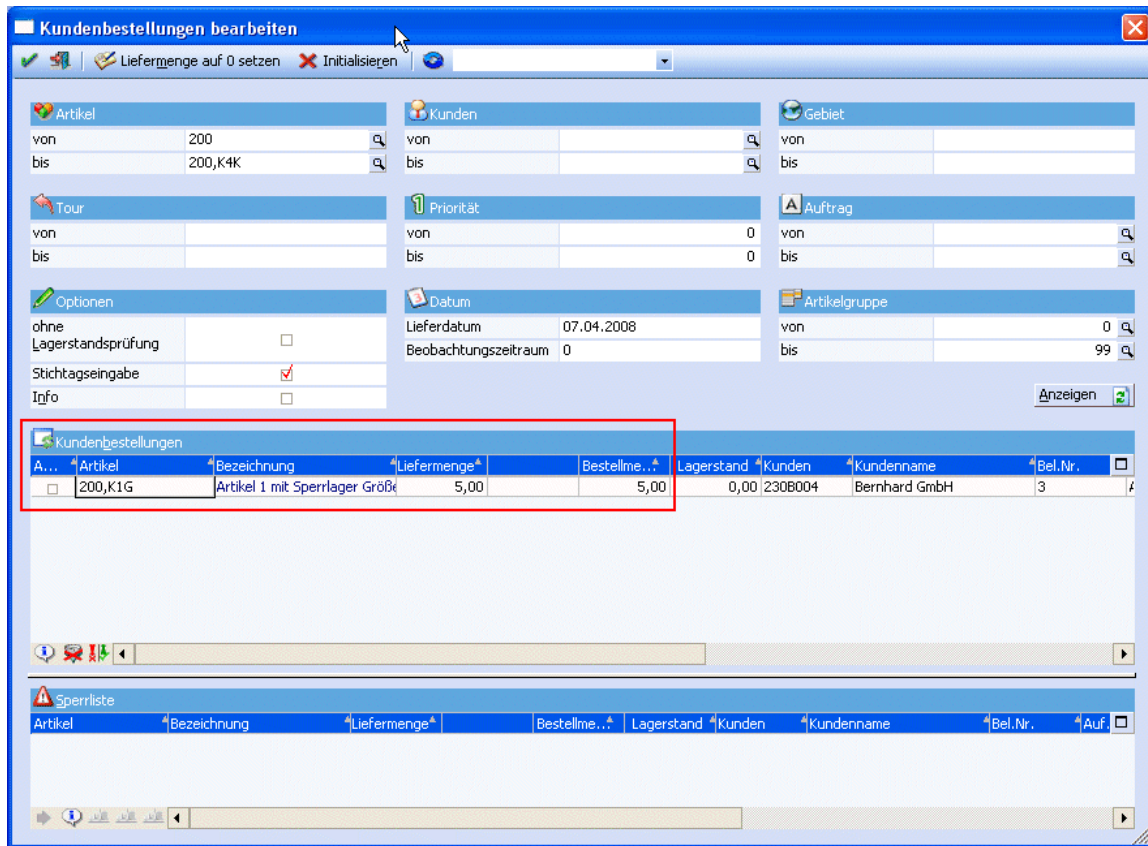 Kundenbestellungen bearbeiten
Liefermenge auf 0 setzen Initialisieren
Artikel Kunden Gebiet
von 200 von von
bis 200,K4K bis bis
Tour Priorität Auftrag
von von 0 von
bis bis 0 bis
Optionen Datum Artikelgruppe
ohne Lieferdatum 07.04.2008 von 0
Lagerstandsprüfung Beobachtungszeitraum 0 bis 99
Stichtagseingabe
Info Anzeigen
Kundenbestellungen
A... Artikel Bezeichnung Liefermenge Bestellme... Lagerstand Kunden Kundenname Bel.Nr.
200,K1G Artikel 1 mit Sperrlager Größe 5,00 5,00 0,00 230B004 Bernhard GmbH 3
Sperrliste
Artikel Bezeichnung Liefermenge Bestellme... Lagerstand Kunden Kundenname Bel.Nr. Auf.